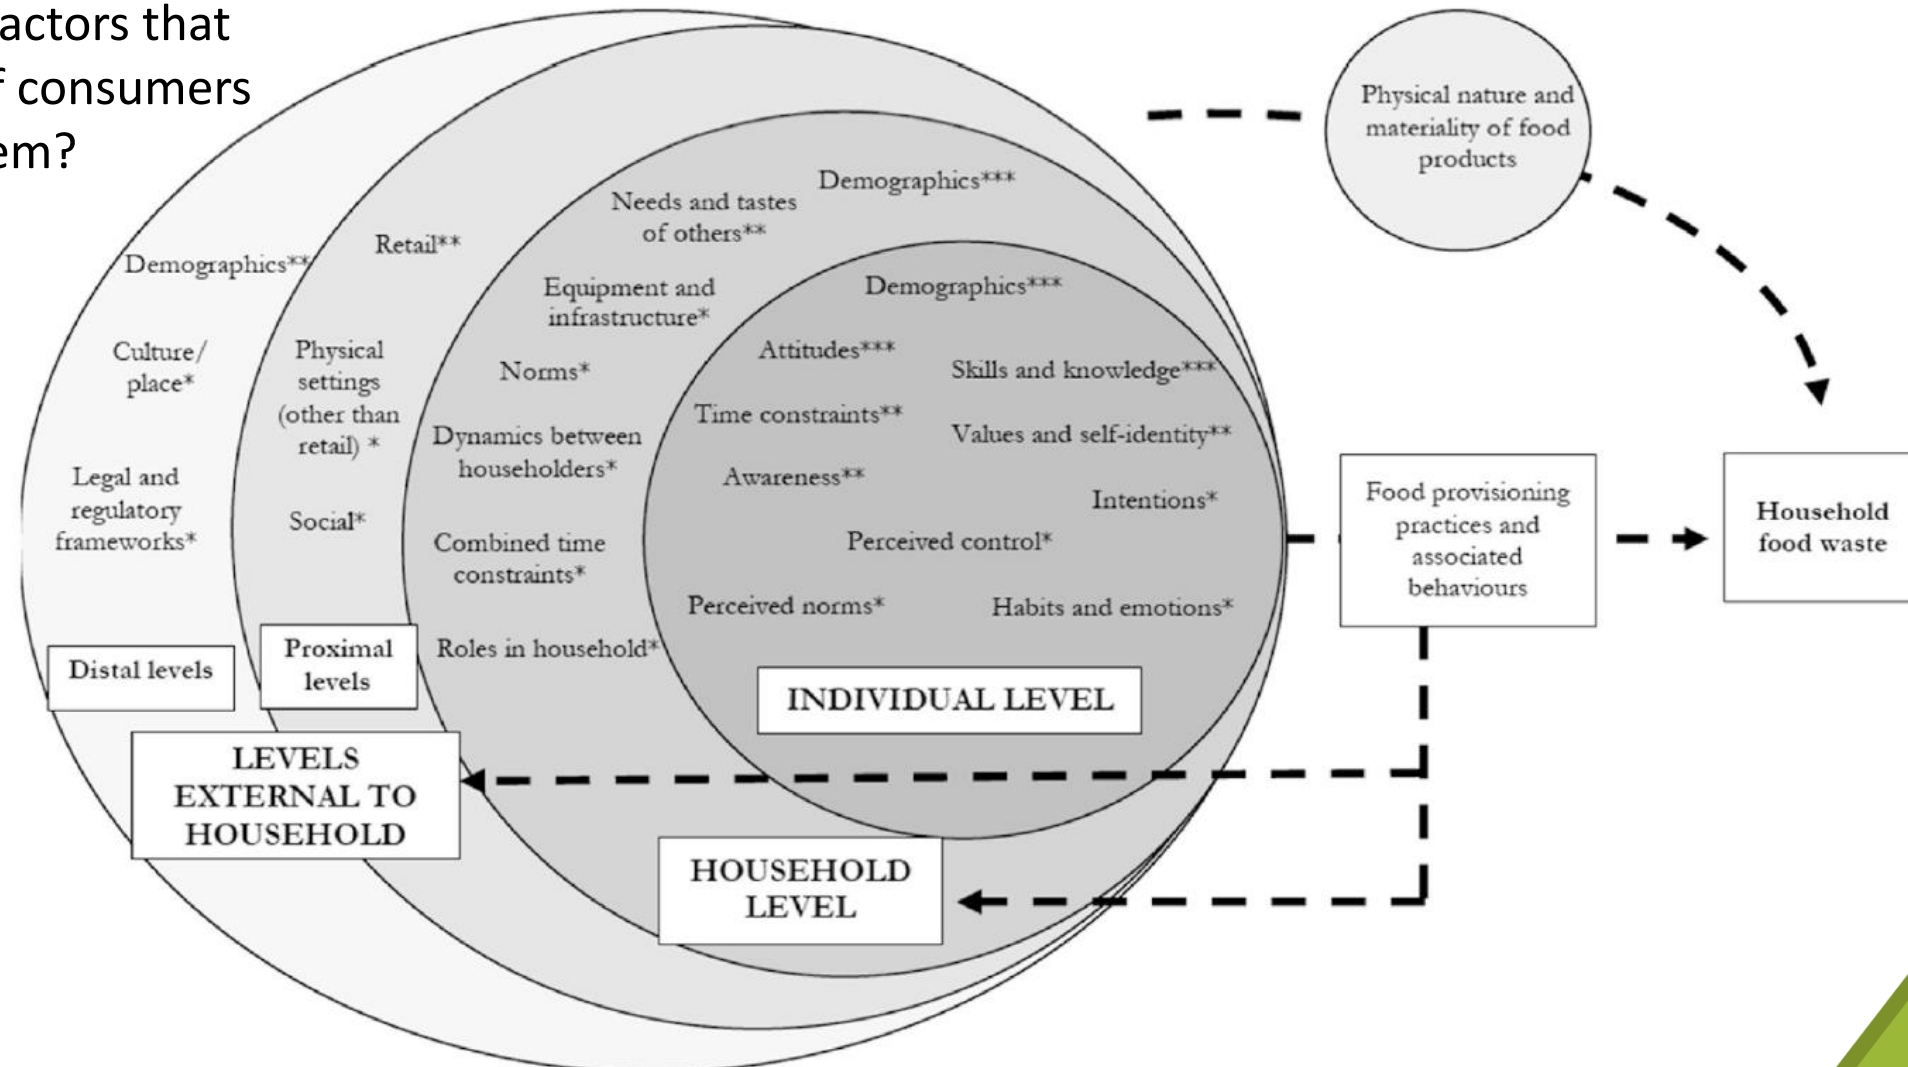 actors that
f consumers
em?
Physical nature and
materiality of food
products
Demographics**
Culture/
place*
Legal and
regulatory
frameworks*
Distal levels
Retail**
Physical
settings
(other than
retail) *
Social*
Proximal
levels
LEVELS
EXTERNAL TO
HOUSEHOLD
Demographics***
Needs and tastes
of others**
Equipment and
infrastructure*
Norms*
Dynamics between
householders*
Combined time
constraints*
Roles in household*
HOUSEHOLD
LEVEL
Demographics***
Attitudes***
Skills and knowledge***
Time constraints**
Values and self-identity**
Awareness**
Intentions*
Perceived control*
Perceived norms*
Habits and emotions*
INDIVIDUAL LEVEL
Food provisioning
practices and
associated
behaviours
Household
food waste